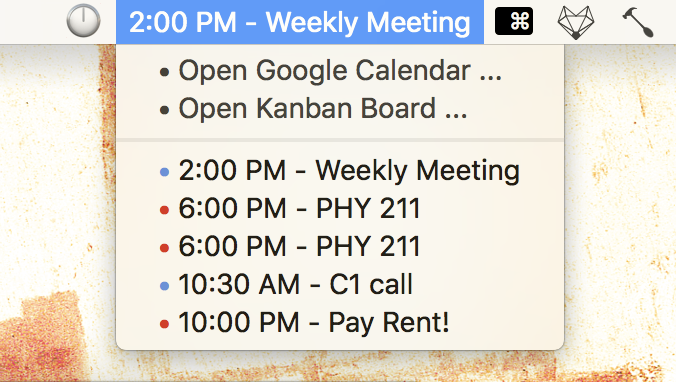 2:00 PM - Weekly Meeting ⌘
• Open Google Calendar ...
• Open Kanban Board ...
• 2:00 PM - Weekly Meeting
• 6:00 PM - PHY 211
• 6:00 PM - PHY 211
• 10:30 AM - C1 call
• 10:00 PM - Pay Rent!